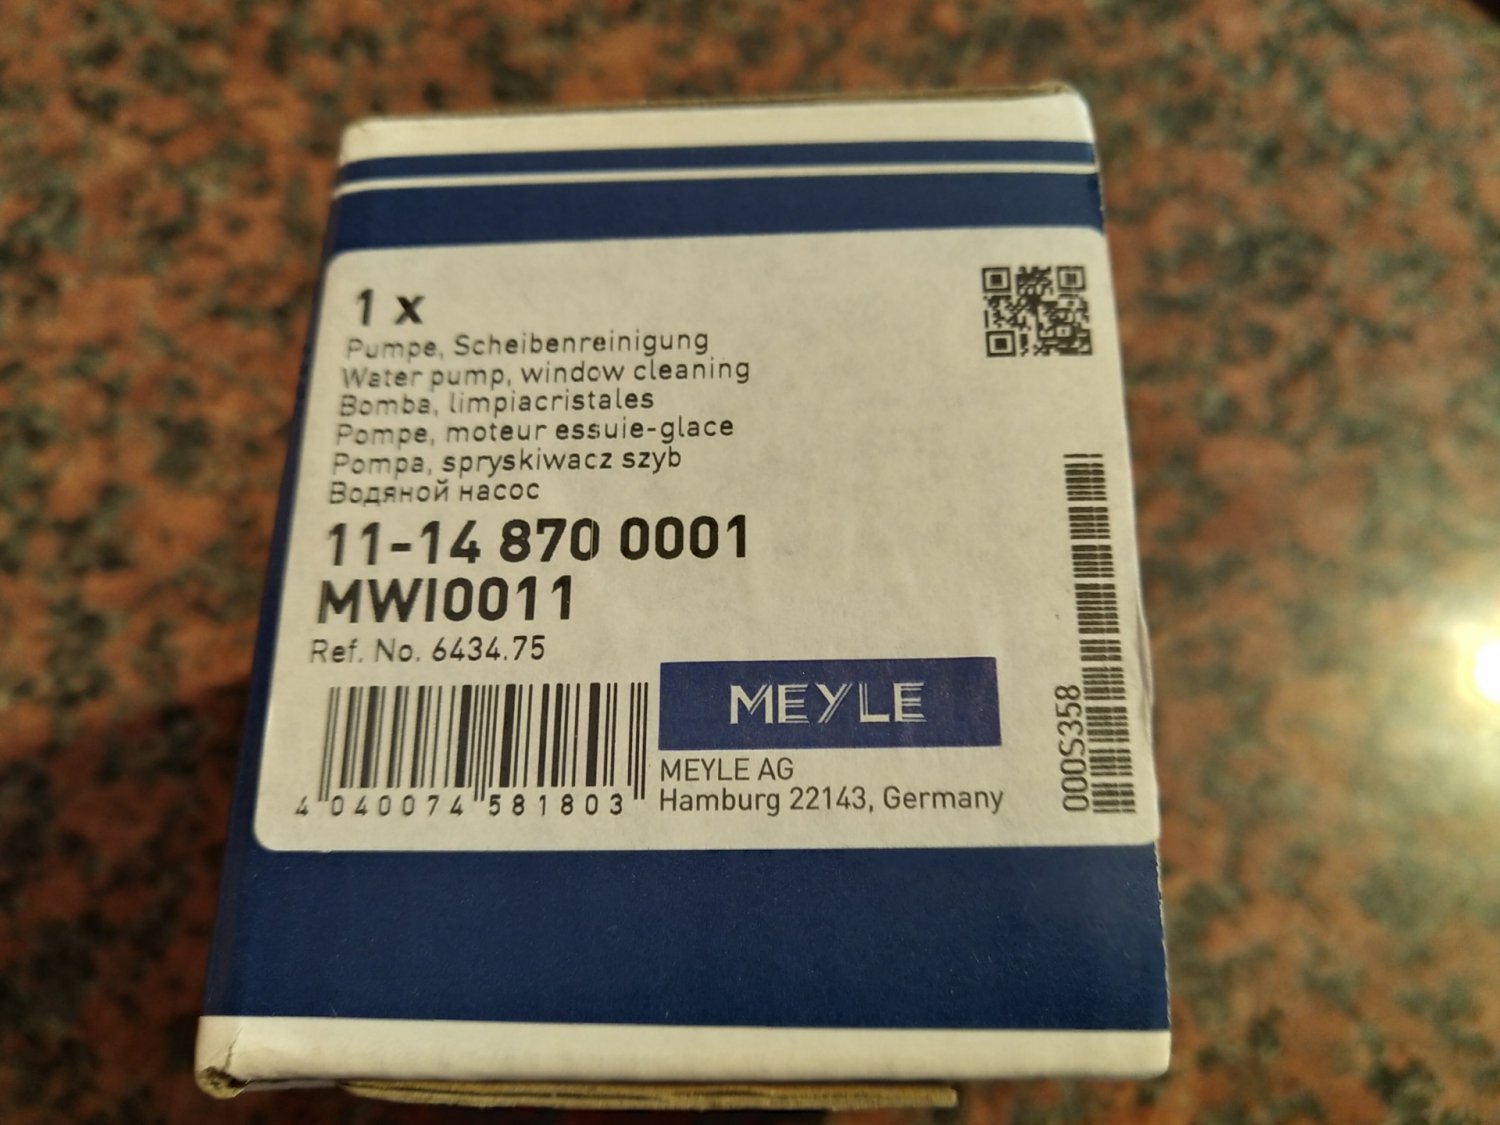 1 x
Pumpe, Scheibenreinigung
Water pump, window cleaning
Bomba, limpiacristales
Pompe, moteur essuie-glace
Pompa, spryskiwacz szyb
Водяной насос
11-14 870 0001
MWI0011
Ref. No. 6434.75
4 040074 581803
MEYLE
MEYLE AG
Hamburg 22143, Germany
000S358